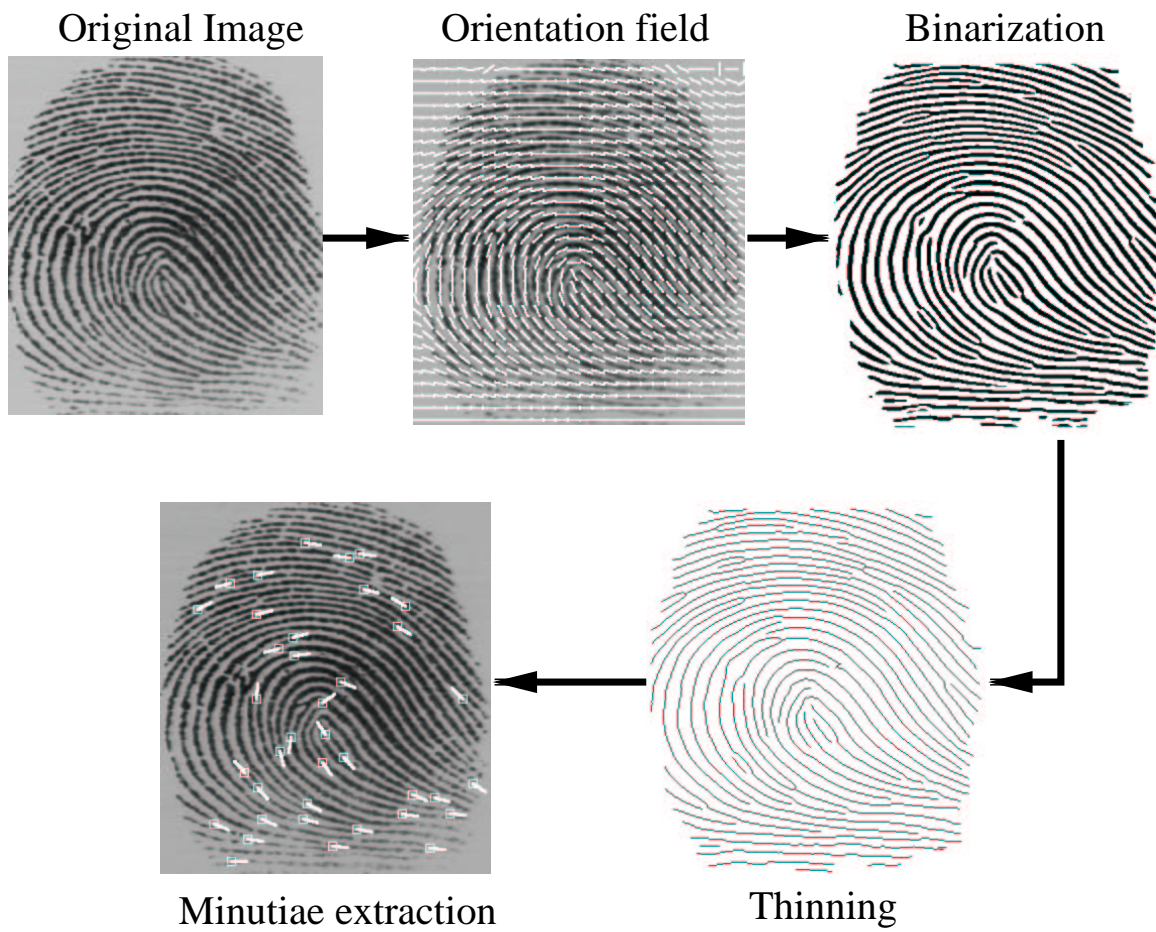 Original Image
Orientation field
Binarization
Minutiae extraction
Thinning